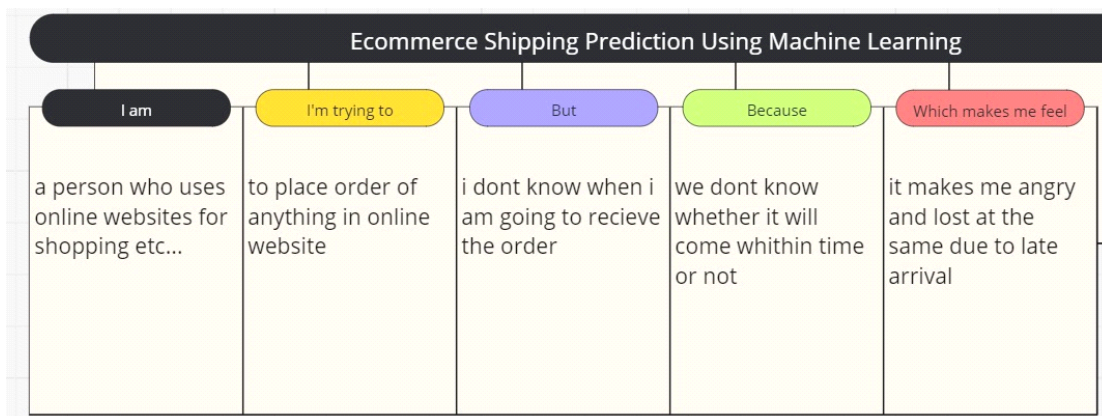 Ecommerce Shipping Prediction Using Machine Learning
I am
I'm trying to
But
Because
Which makes me feel
a person who uses
online websites for
shopping etc...
to place order of
anything in online
website
i dont know when i
am going to recieve
the order
we dont know
whether it will
come whithin time
or not
it makes me angry
and lost at the
same due to late
arrival